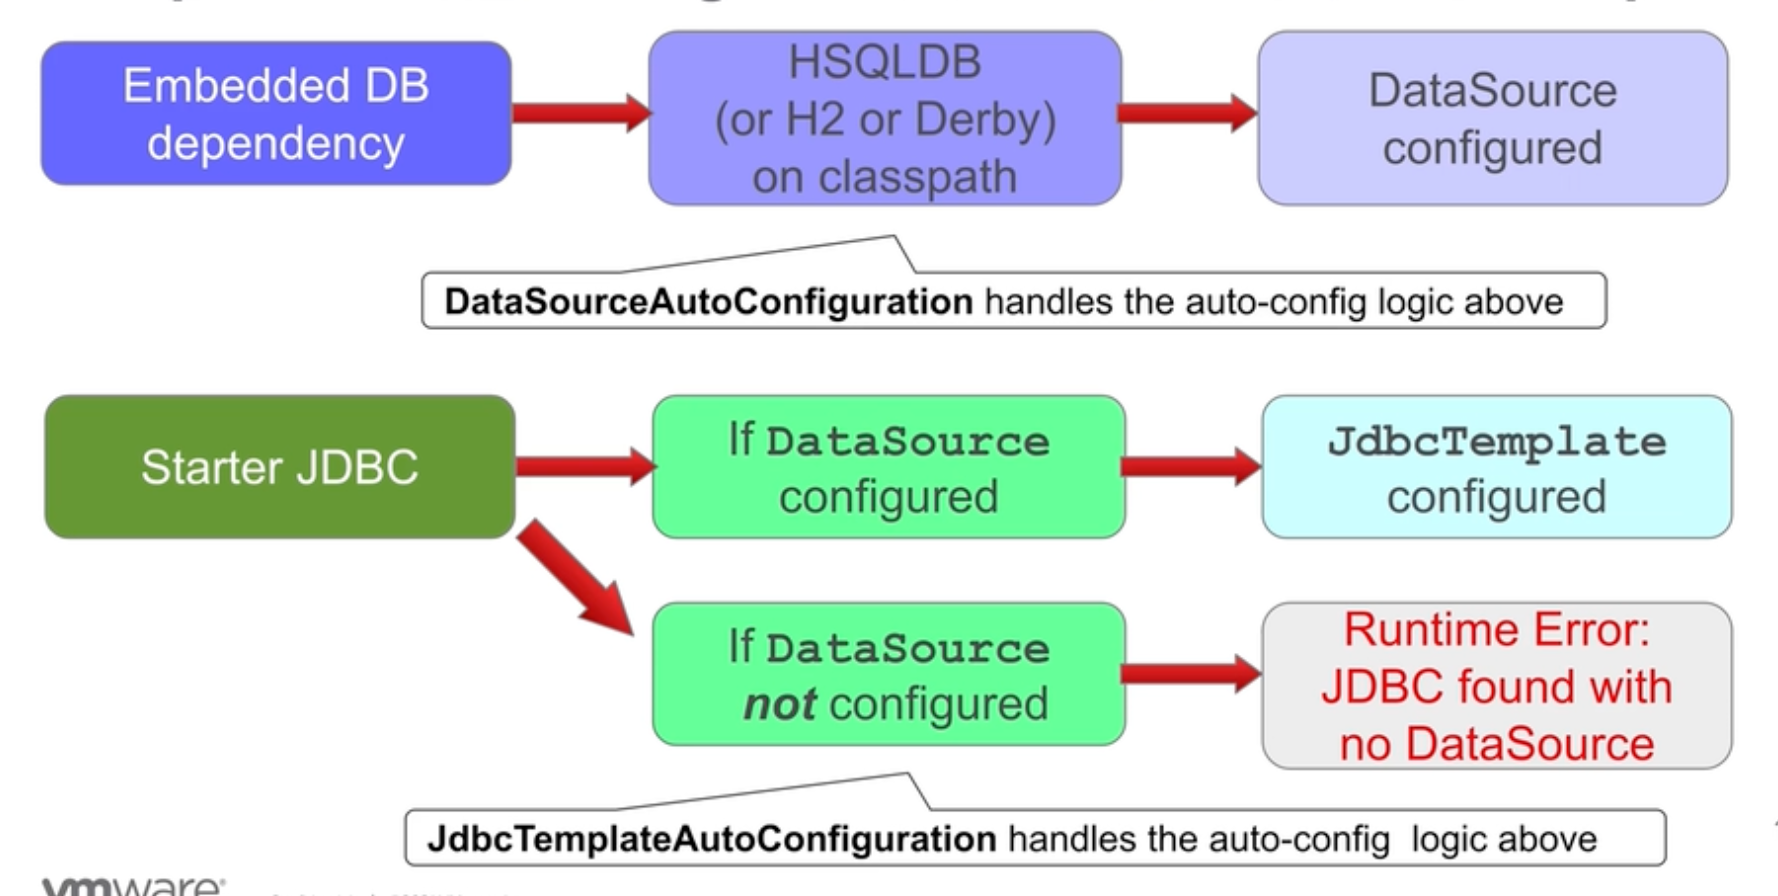 Embedded DB
dependency
HSQLDB
(or H2 or Derby)
on classpath
DataSource
configured
DataSourceAutoConfiguration handles the auto-config logic above
Starter JDBC
If DataSource
configured
JdbcTemplate
configured
If DataSource
not configured
Runtime Error:
JDBC found with
no DataSource
JdbcTemplateAutoConfiguration handles the auto-config logic above
vmware